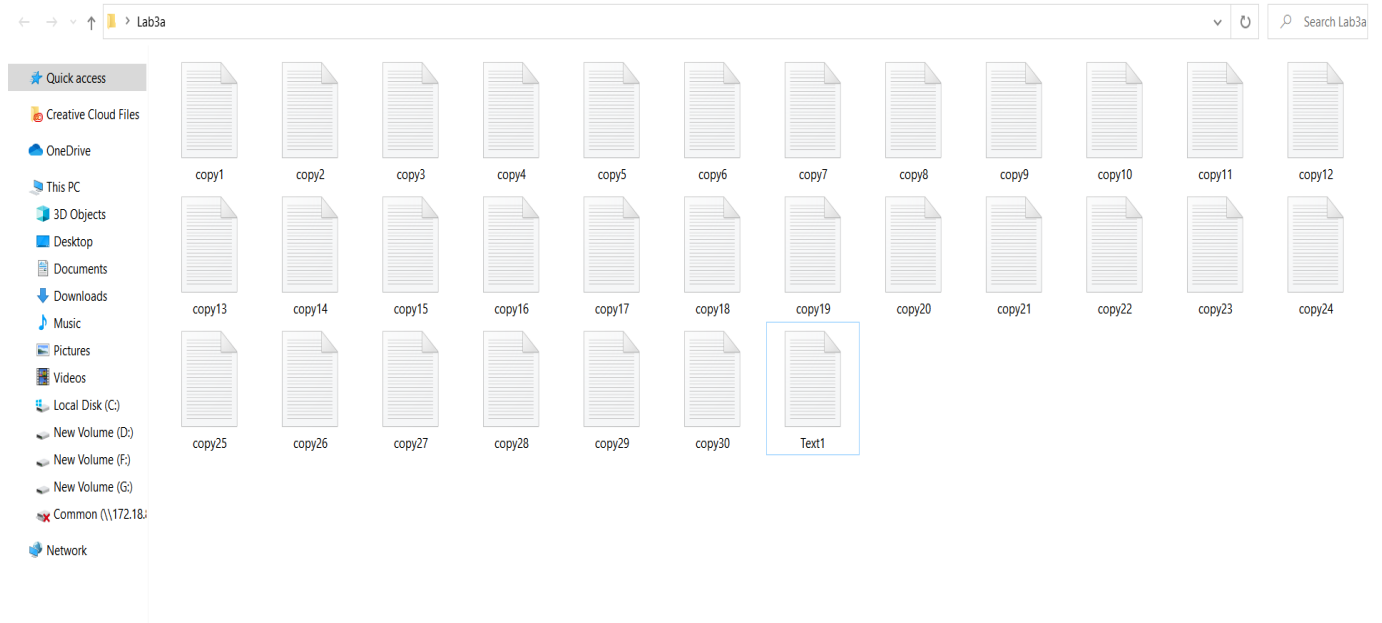 Lab3a
Search Lab3a
Quick access
Creative Cloud Files
OneDrive
This PC
3D Objects
Desktop
Documents
Downloads
Music
Pictures
Videos
Local Disk (C:)
New Volume (D:)
New Volume (F:)
New Volume (G:)
Common (\\172.18.
Network
copy1 copy2 copy3 copy4 copy5 copy6 copy7 copy8 copy9 copy10 copy11 copy12
copy13 copy14 copy15 copy16 copy17 copy18 copy19 copy20 copy21 copy22 copy23 copy24
copy25 copy26 copy27 copy28 copy29 copy30 Text1